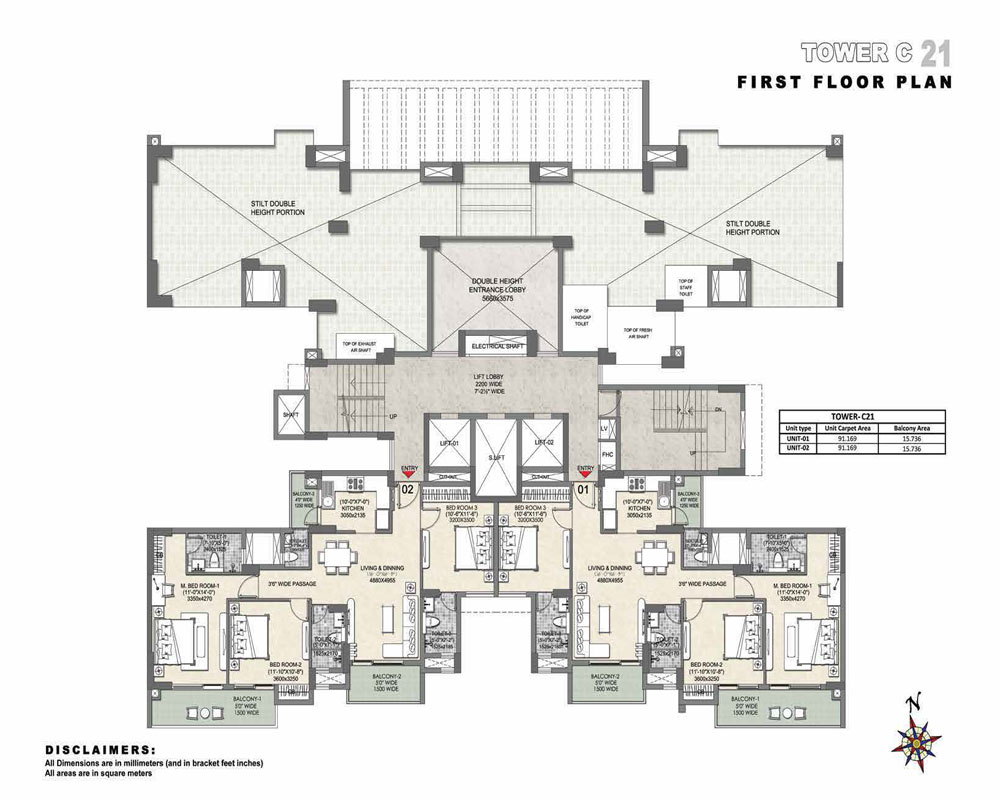 TOWER C 21
FIRST FLOOR PLAN
STILT DOUBLE
HEIGHT PORTION
STILT DOUBLE
HEIGHT PORTION
DOUBLE HEIGHT
ENTRANCE LOBBY
5680x3575
TOP OF
STAFF
TOILET
TOP OF
HANDICAP
TOILET
TOP OF FRESH
AIR SHAFT
TOP OF EXHAUST
AIR SHAFT
ELECTRICAL SHAFT
LIFT LOBBY
2200 WIDE
7'-2½" WIDE
SHAFT
UP
DN
UP
LIFT-01
S.LIFT
LIFT-02
LV
FHC
CUT-OUT
CUT-OUT
TOWER- C21
Unit type Unit Carpet Area Balcony Area
UNIT-01 91.169 15.736
UNIT-02 91.169 15.736
ENTRY
02
ENTRY
01
BALCONY-3
4'0" WIDE
1200 WIDE
(10'-0"X7'-0")
KITCHEN
3050x2135
BED ROOM 3
(10'-6"X11'-6")
3200X3500
BED ROOM 3
(10'-6"X11'-6")
3200X3500
(10'-0"X7'-0")
KITCHEN
3050x2135
BALCONY-3
4'0" WIDE
1200 WIDE
TOILET-1
2400x1525
LIVING & DINNING
4880X4955
3'6" WIDE PASSAGE
M. BED ROOM-1
(11'-0"X14'-0")
3350x4270
LIVING & DINNING
4880X4955
3'6" WIDE PASSAGE
TOILET-1
2400x1525
M. BED ROOM-1
(11'-0"X14'-0")
3350x4270
TOILET-2
TOILET-3
TOILET-3
TOILET-2
BED ROOM-2
(11'-10"X10'-8")
3600x3250
BED ROOM-2
(11'-10"X10'-8")
3600x3250
BALCONY-1
5'0" WIDE
1500 WIDE
BALCONY-2
5'0" WIDE
1500 WIDE
BALCONY-2
5'0" WIDE
1500 WIDE
BALCONY-1
5'0" WIDE
1500 WIDE
N
DISCLAIMERS:
All Dimensions are in millimeters (and in bracket feet inches)
All areas are in square meters